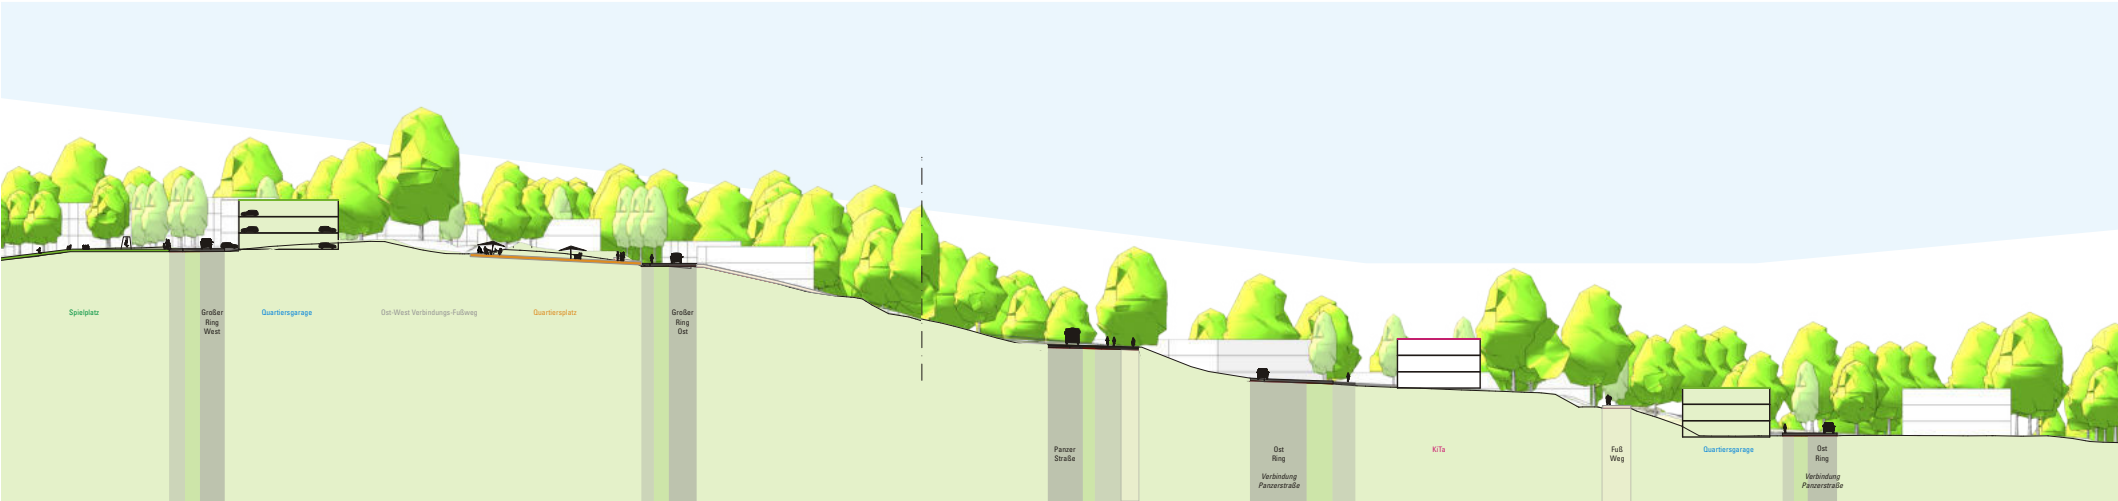 Spielplatz
Großer
Ring
West
Quartiersgarage
Ost-West Verbindungs-Fußweg
Quartiersplatz
Großer
Ring
Ost
Panzer
Straße
Ost
Ring
Verbindung
Panzerstraße
KiTa
Fuß
Weg
Quartiersgarage
Ost
Ring
Verbindung
Panzerstraße